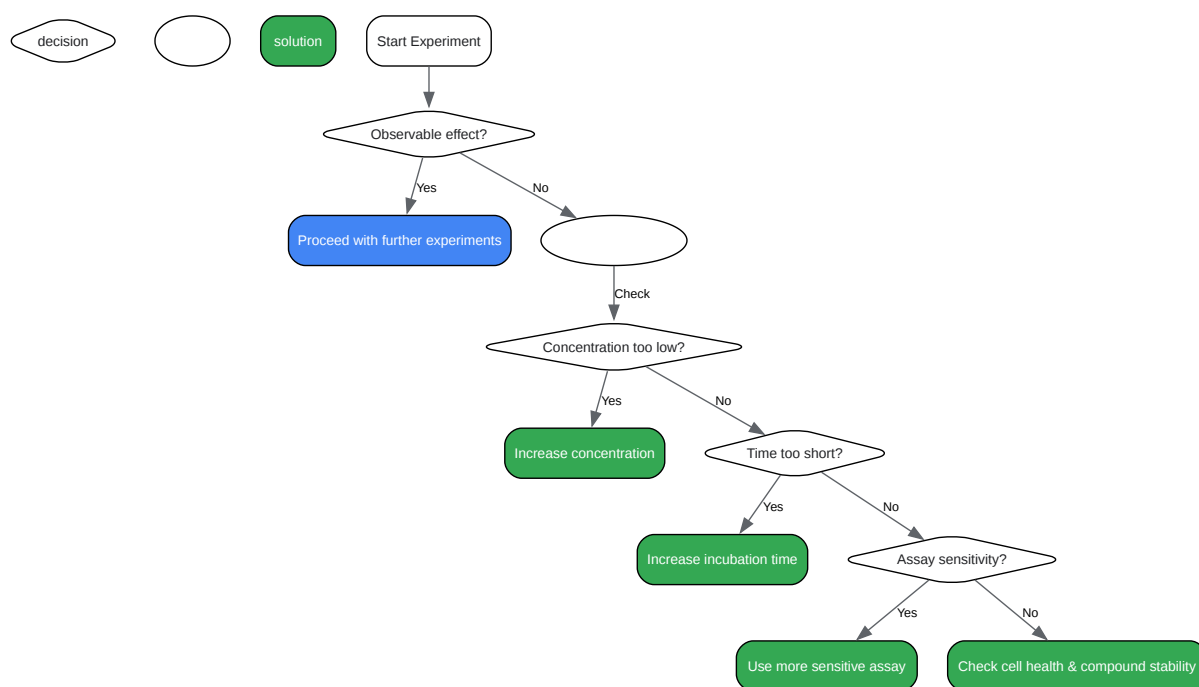 decision
solution
Start Experiment
Observable effect?
Yes
No
Proceed with further experiments
Check
Concentration too low?
Yes
No
Increase concentration
Time too short?
Yes
No
Increase incubation time
Assay sensitivity?
Yes
No
Use more sensitive assay
Check cell health & compound stability